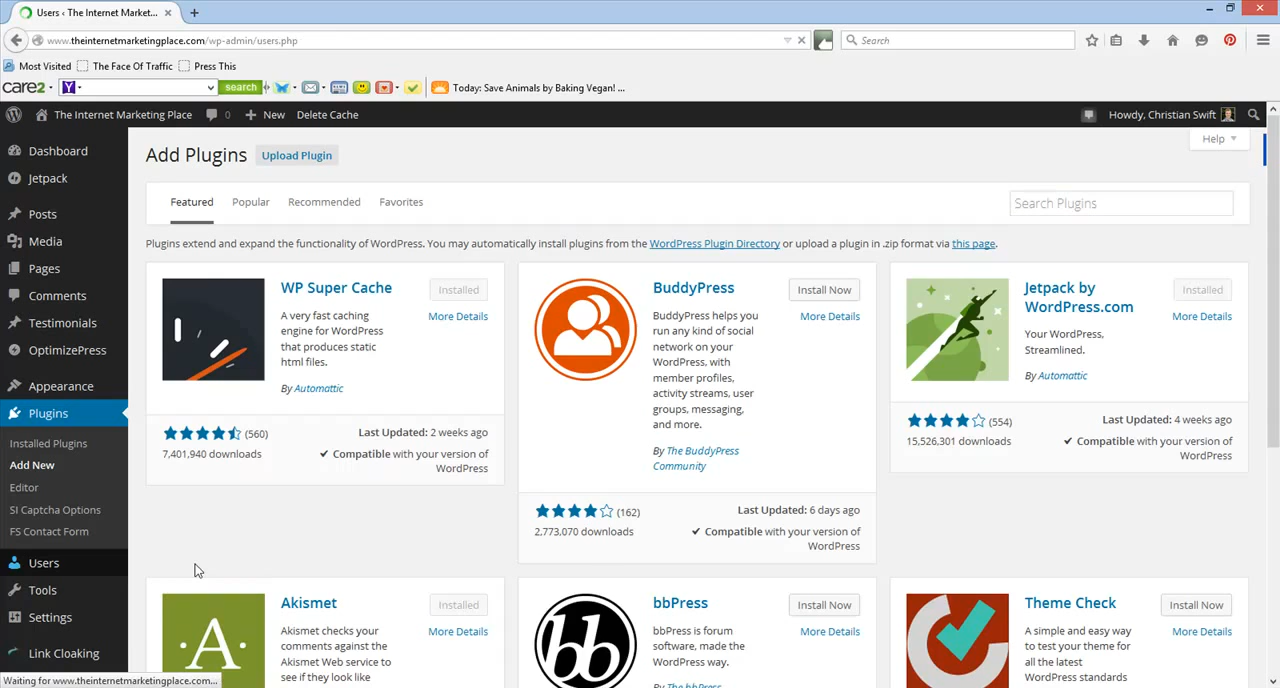 Users ‹ The Internet Market...
www.theinternetmarketingplace.com/wp-admin/users.php
Search
Most Visited
The Face Of Traffic
Press This
care2
search
Today: Save Animals by Baking Vegan! ...
The Internet Marketing Place
0
New
Delete Cache
Howdy, Christian Swift
Dashboard
Jetpack
Posts
Media
Pages
Comments
Testimonials
OptimizePress
Appearance
Plugins
Installed Plugins
Add New
Editor
SI Captcha Options
FS Contact Form
Users
Tools
Settings
Link Cloaking
Waiting for www.theinternetmarketingplace.com...
Help
Add Plugins
Upload Plugin
Featured
Popular
Recommended
Favorites
Search Plugins
Plugins extend and expand the functionality of WordPress. You may automatically install plugins from the WordPress Plugin Directory or upload a plugin in .zip format via this page.
WP Super Cache
Installed
More Details
A very fast caching
engine for WordPress
that produces static
html files.
By Automattic
(560)
7,401,940 downloads
Last Updated: 2 weeks ago
Compatible with your version of
WordPress
BuddyPress
Install Now
More Details
BuddyPress helps you
run any kind of social
network on your
WordPress, with
member profiles,
activity streams, user
groups, messaging,
and more.
By The BuddyPress
Community
(162)
2,773,070 downloads
Last Updated: 6 days ago
Compatible with your version of
WordPress
Jetpack by
WordPress.com
Installed
More Details
Your WordPress,
Streamlined.
By Automattic
(554)
15,526,301 downloads
Last Updated: 4 weeks ago
Compatible with your version of
WordPress
A
Akismet
Installed
More Details
Akismet checks your
comments against the
Akismet Web service to
see if they look like
bb
bbPress
Install Now
More Details
bbPress is forum
software, made the
WordPress way.
By The bbPress
Theme Check
Install Now
More Details
A simple and easy way
to test your theme for
all the latest
WordPress standards